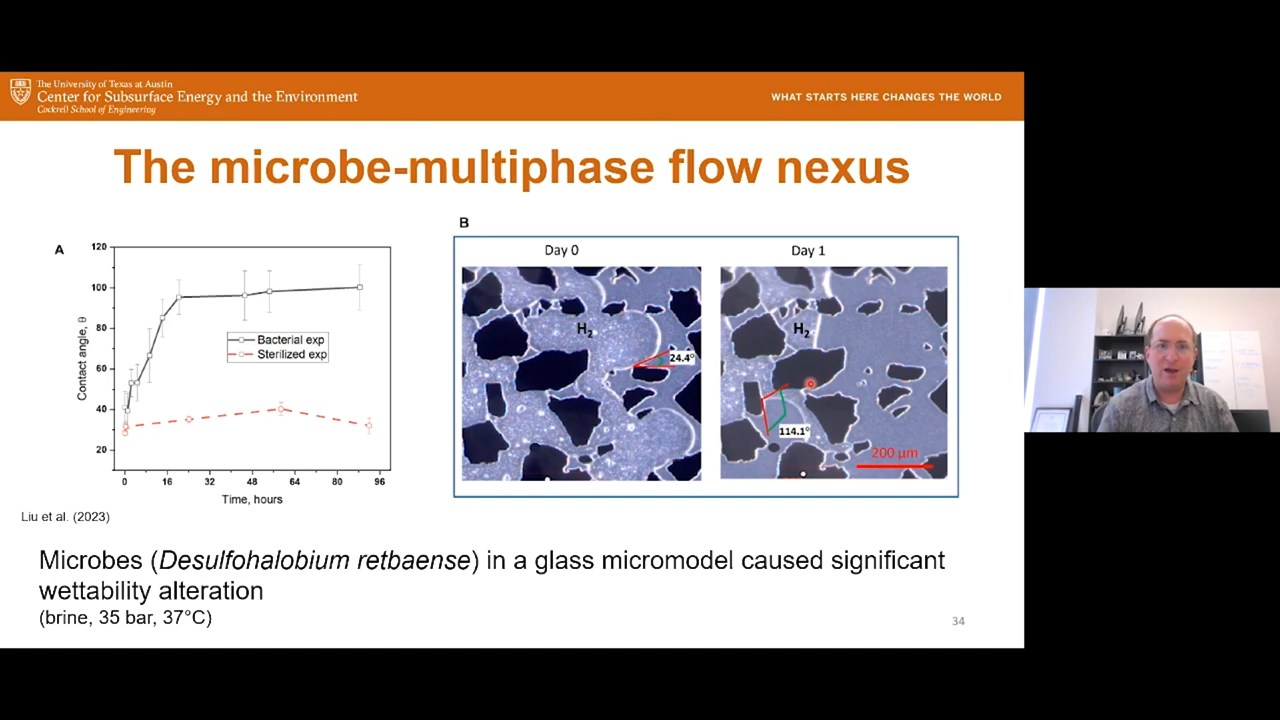 The University of Texas at Austin
Center for Subsurface Energy and the Environment
Cockrell School of Engineering
WHAT STARTS HERE CHANGES THE WORLD
The microbe-multiphase flow nexus
A
120
100
80
60
40
20
Contact angle, θ
Bacterial exp
Sterilized exp
0 16 32 48 64 80 96
Time, hours
Liu et al. (2023)
B
Day 0
Day 1
H2
24.4°
H2
114.1°
200 μm
Microbes (Desulfohalobium retbaense) in a glass micromodel caused significant
wettability alteration
(brine, 35 bar, 37°C)
34